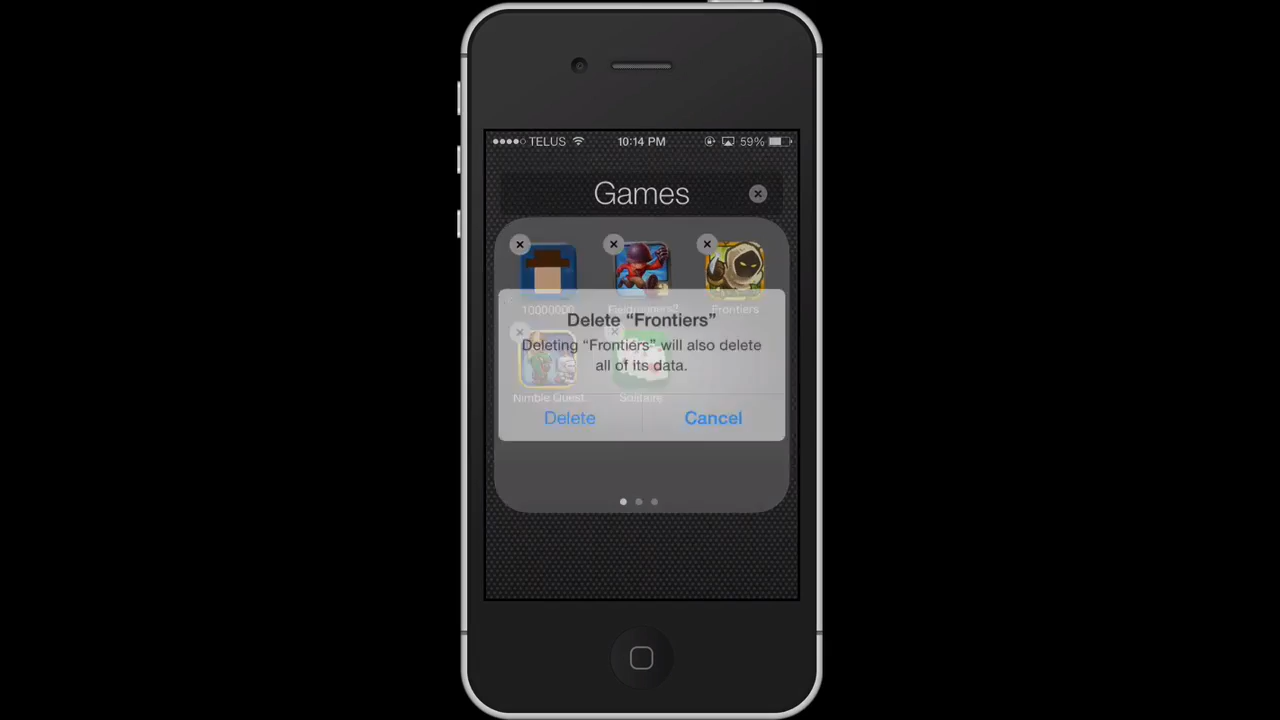 TELUS 10:14 PM 59%
Games
10000000 Frontiers
Delete “Frontiers”
Deleting “Frontiers” will also delete
all of its data.
Nimble Quest Solitaire
Delete Cancel